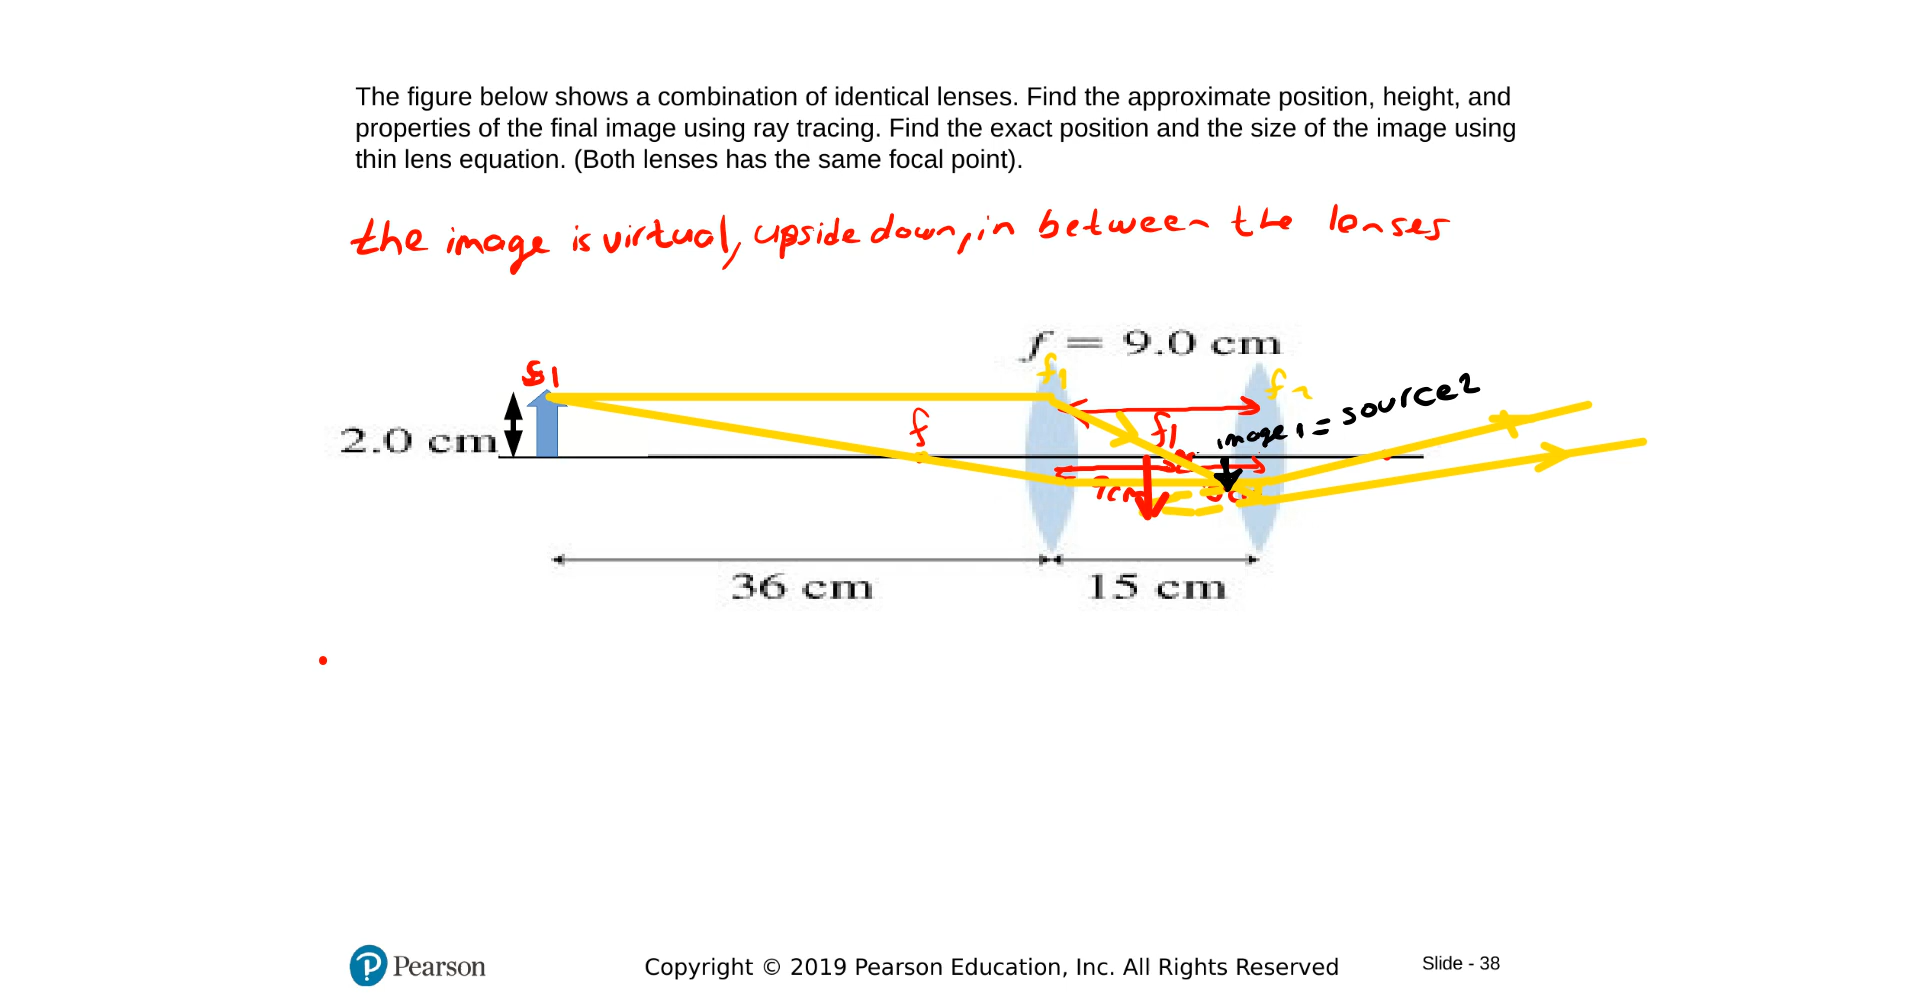 The figure below shows a combination of identical lenses. Find the approximate position, height, and
properties of the final image using ray tracing. Find the exact position and the size of the image using
thin lens equation. (Both lenses has the same focal point).
the image is virtual, upside down, in between the lenses
f = 9.0 cm
S1
f1
f2
image 1 = source 2
f
f1
2.0 cm
36 cm
15 cm
Pearson
Copyright © 2019 Pearson Education, Inc. All Rights Reserved
Slide - 38